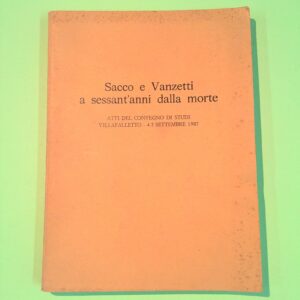 Sacco e Vanzetti
a sessant'anni dalla morte
ATTI DEL CONVEGNO DI STUDI
VILLAFALLETTO - 4-5 SETTEMBRE 1987